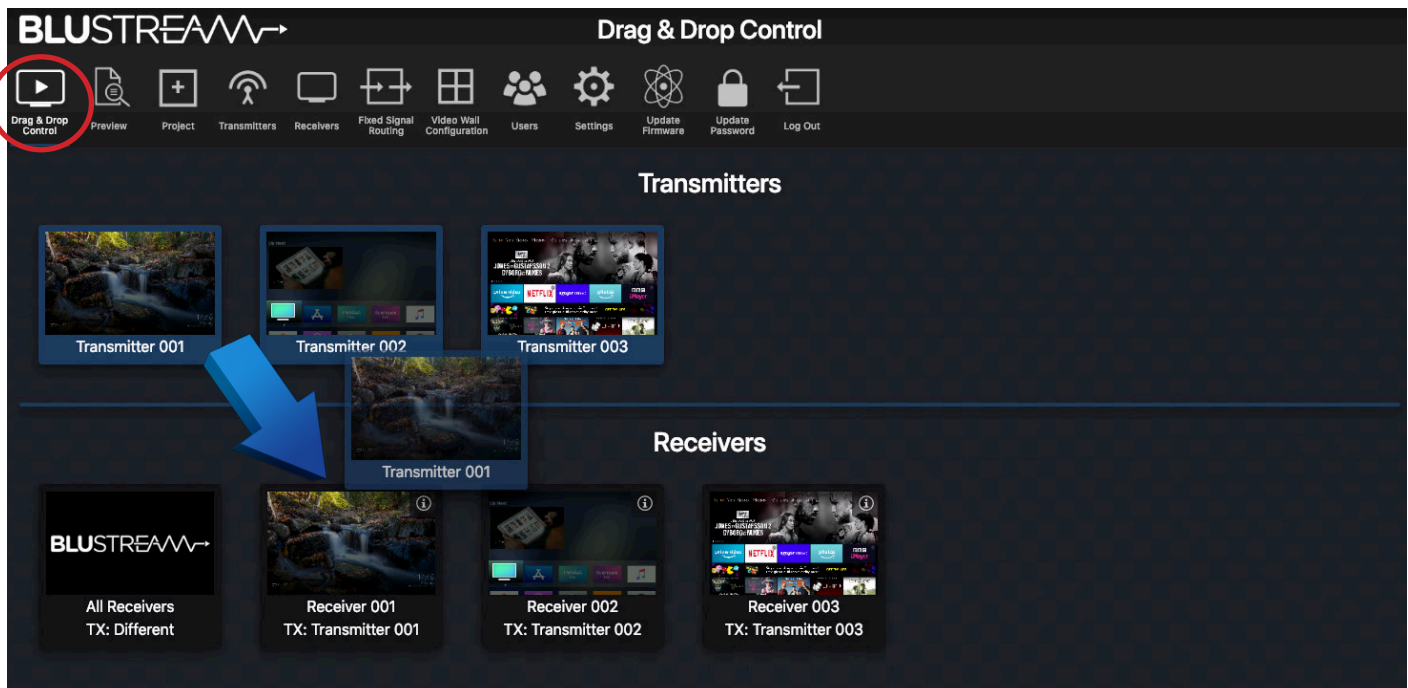 BLUSTREAM
Drag & Drop Control
Drag & Drop
Control
Preview
Project
Transmitters
Receivers
Fixed Signal
Routing
Video Wall
Configuration
Users
Settings
Update
Firmware
Update
Password
Log Out
Transmitters
JONES
NETFLIX
prime video
Transmitter 001
Transmitter 002
Transmitter 003
Transmitter 001
Receivers
BLUSTREAM
NETFLIX
All Receivers
TX: Different
Receiver 001
TX: Transmitter 001
Receiver 002
TX: Transmitter 002
Receiver 003
TX: Transmitter 003